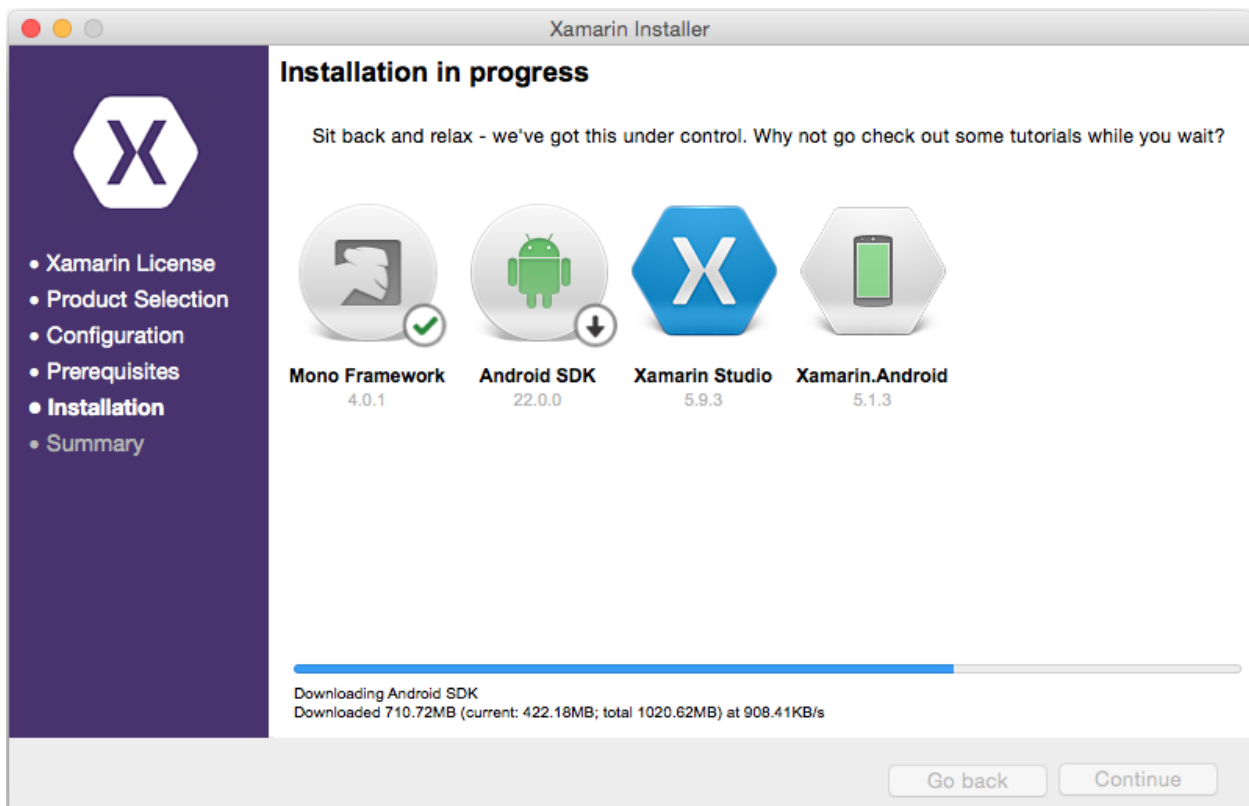 Xamarin Installer
Installation in progress
Sit back and relax - we've got this under control. Why not go check out some tutorials while you wait?
• Xamarin License
• Product Selection
• Configuration
• Prerequisites
• Installation
• Summary
Mono Framework
4.0.1
Android SDK
22.0.0
Xamarin Studio
5.9.3
Xamarin.Android
5.1.3
Downloading Android SDK
Downloaded 710.72MB (current: 422.18MB; total 1020.62MB) at 908.41KB/s
Go back
Continue